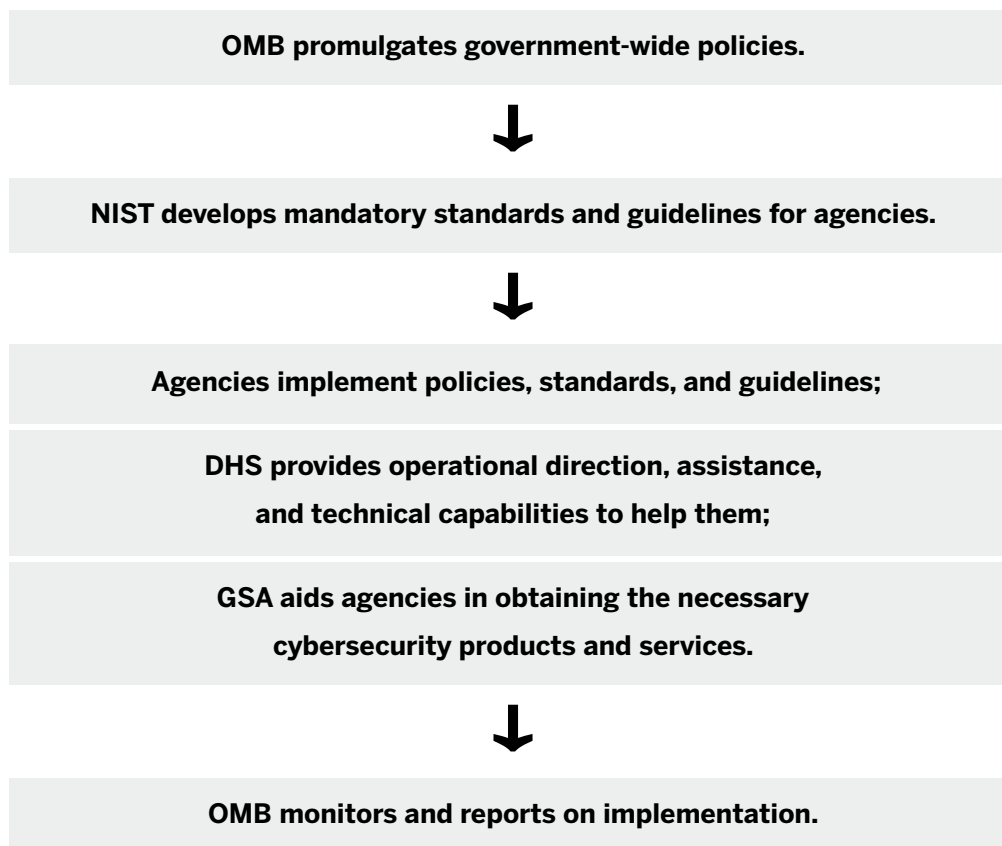 OMB promulgates government-wide policies.
NIST develops mandatory standards and guidelines for agencies.
Agencies implement policies, standards, and guidelines;
DHS provides operational direction, assistance,
and technical capabilities to help them;
GSA aids agencies in obtaining the necessary
cybersecurity products and services.
OMB monitors and reports on implementation.